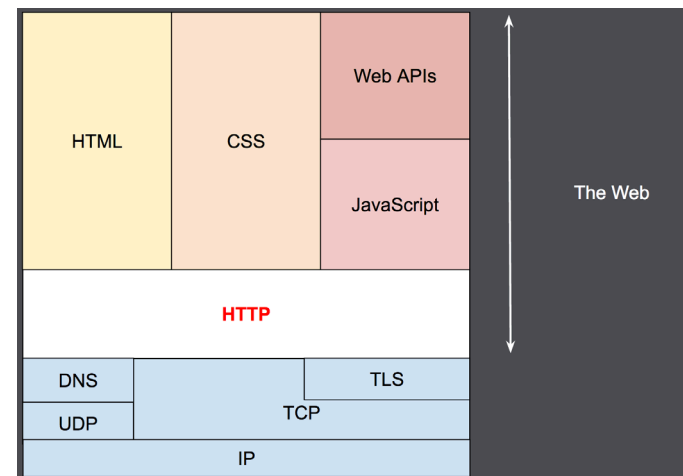 Web APIs
HTML
CSS
The Web
JavaScript
HTTP
DNS
TLS
TCP
UDP
IP